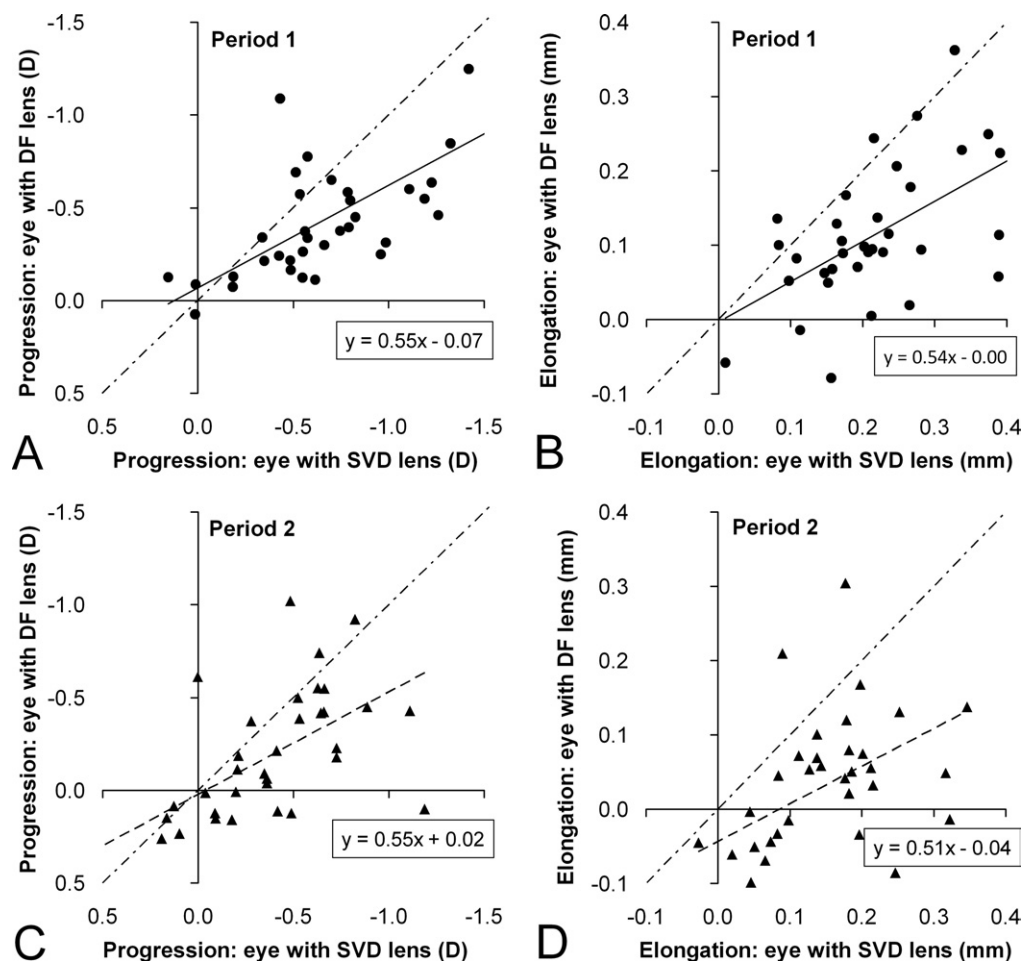 -1.5
Period 1
-1.0
-0.5
0.0
0.5
Progression: eye with DF lens (D)
y = 0.55x - 0.07
0.5 0.0 -0.5 -1.0 -1.5
A Progression: eye with SVD lens (D)
0.4
Period 1
0.3
0.2
0.1
0.0
-0.1
Elongation: eye with DF lens (mm)
y = 0.54x - 0.00
-0.1 0.0 0.1 0.2 0.3 0.4
B Elongation: eye with SVD lens (mm)
-1.5
Period 2
-1.0
-0.5
0.0
0.5
Progression: eye with DF lens (D)
y = 0.55x + 0.02
0.5 0.0 -0.5 -1.0 -1.5
C Progression: eye with SVD lens (D)
0.4
Period 2
0.3
0.2
0.1
0.0
-0.1
Elongation: eye with DF lens (mm)
y = 0.51x - 0.04
-0.1 0.0 0.1 0.2 0.3 0.4
D Elongation: eye with SVD lens (mm)